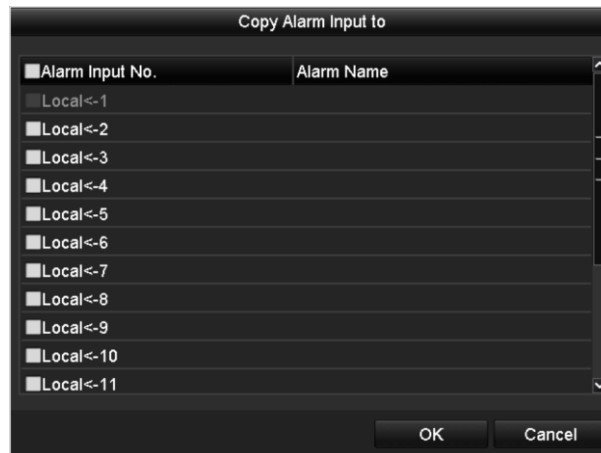 Copy Alarm Input to
Alarm Input No. Alarm Name
Local<-1
Local<-2
Local<-3
Local<-4
Local<-5
Local<-6
Local<-7
Local<-8
Local<-9
Local<-10
Local<-11
OK Cancel